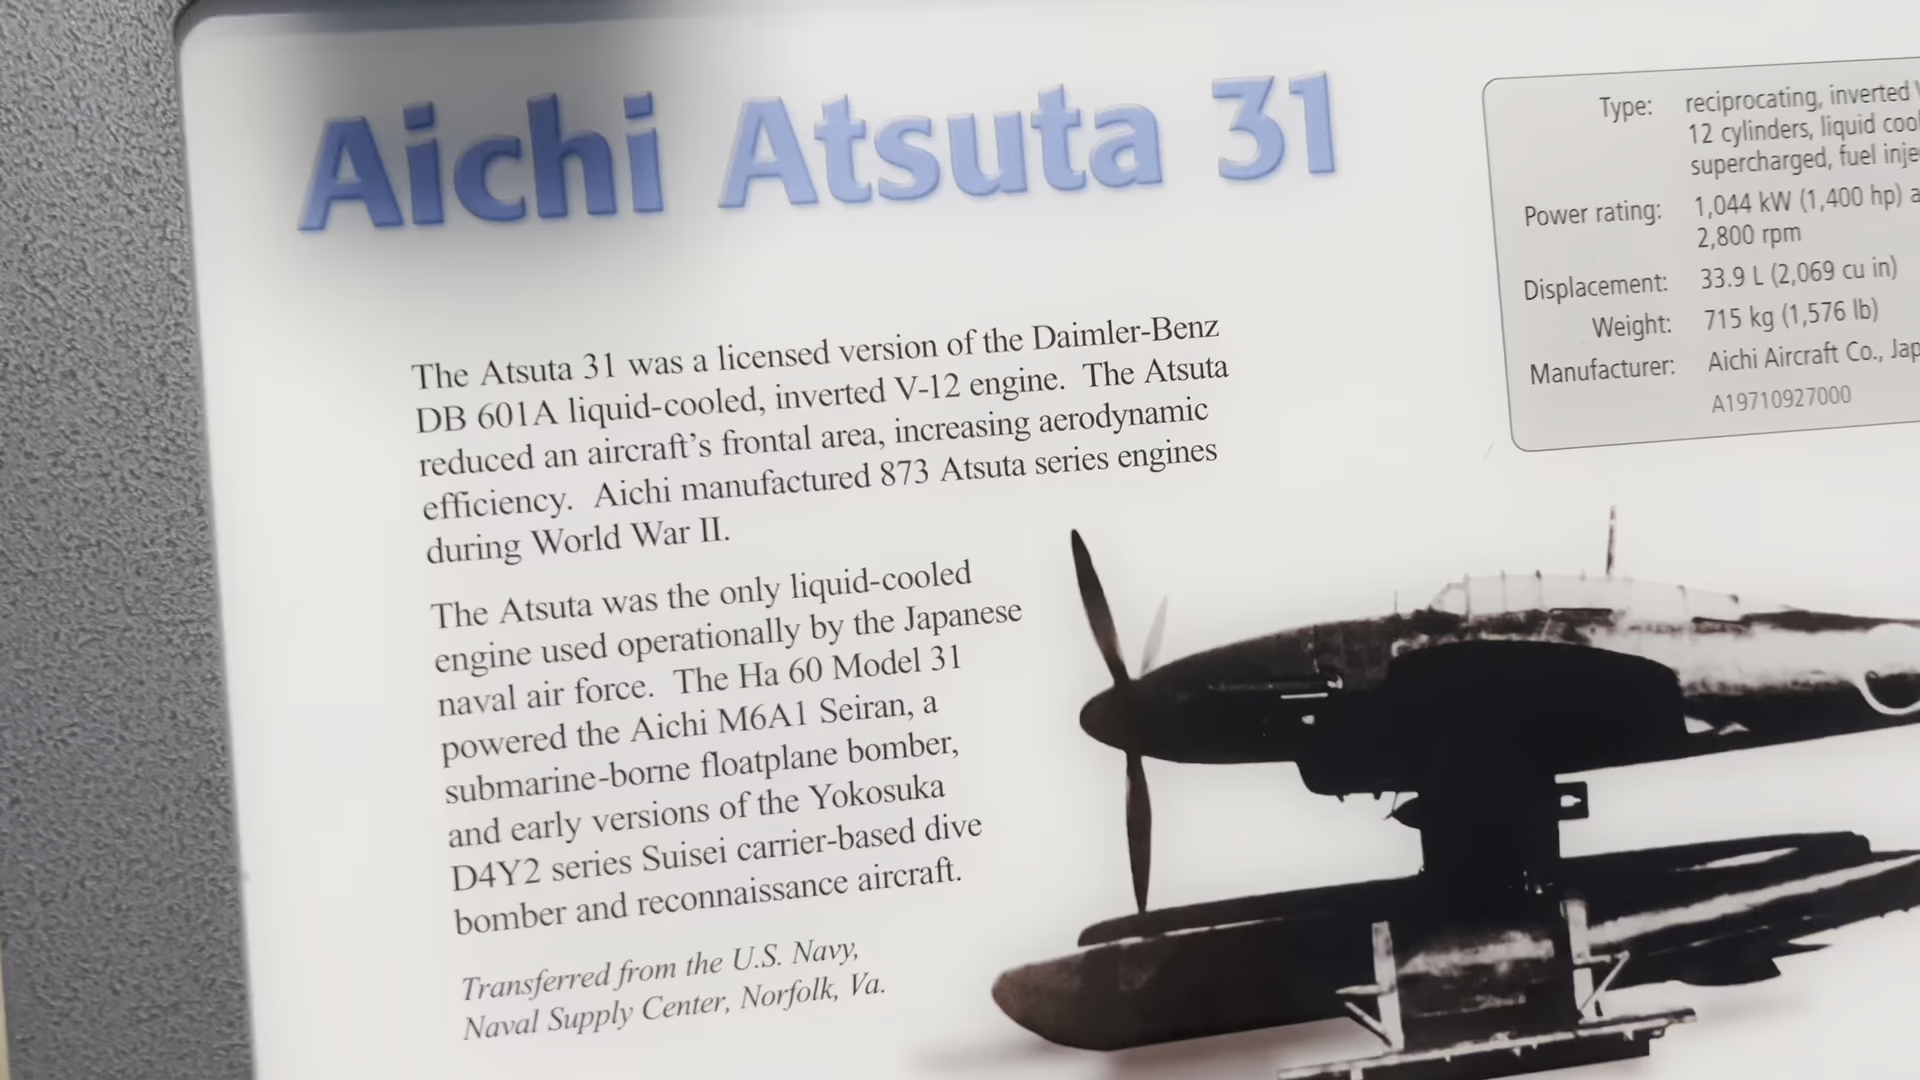 Aichi Atsuta 31
The Atsuta 31 was a licensed version of the Daimler-Benz
DB 601A liquid-cooled, inverted V-12 engine. The Atsuta
reduced an aircraft's frontal area, increasing aerodynamic
efficiency. Aichi manufactured 873 Atsuta series engines
during World War II.
The Atsuta was the only liquid-cooled
engine used operationally by the Japanese
naval air force. The Ha 60 Model 31
powered the Aichi M6A1 Seiran, a
submarine-borne floatplane bomber,
and early versions of the Yokosuka
D4Y2 series Suisei carrier-based dive
bomber and reconnaissance aircraft.
Transferred from the U.S. Navy,
Naval Supply Center, Norfolk, Va.
Type: reciprocating, inverted
12 cylinders, liquid
supercharged, fuel
Power rating: 1,044 kW (1,400 hp)
2,800 rpm
Displacement: 33.9 L (2,069 cu in)
Weight: 715 kg (1,576 lb)
Manufacturer: Aichi Aircraft Co.,
A19710927000